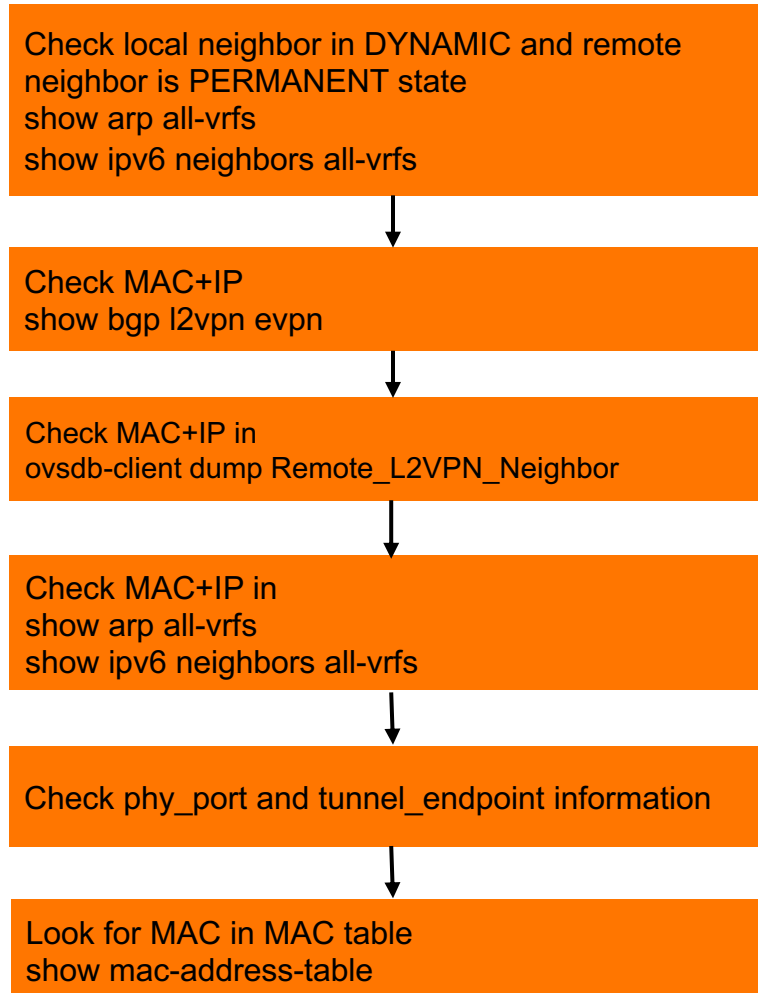 Check local neighbor in DYNAMIC and remote
neighbor is PERMANENT state
show arp all-vrfs
show ipv6 neighbors all-vrfs
Check MAC+IP
show bgp l2vpn evpn
Check MAC+IP in
ovsdb-client dump Remote_L2VPN_Neighbor
Check MAC+IP in
show arp all-vrfs
show ipv6 neighbors all-vrfs
Check phy_port and tunnel_endpoint information
Look for MAC in MAC table
show mac-address-table